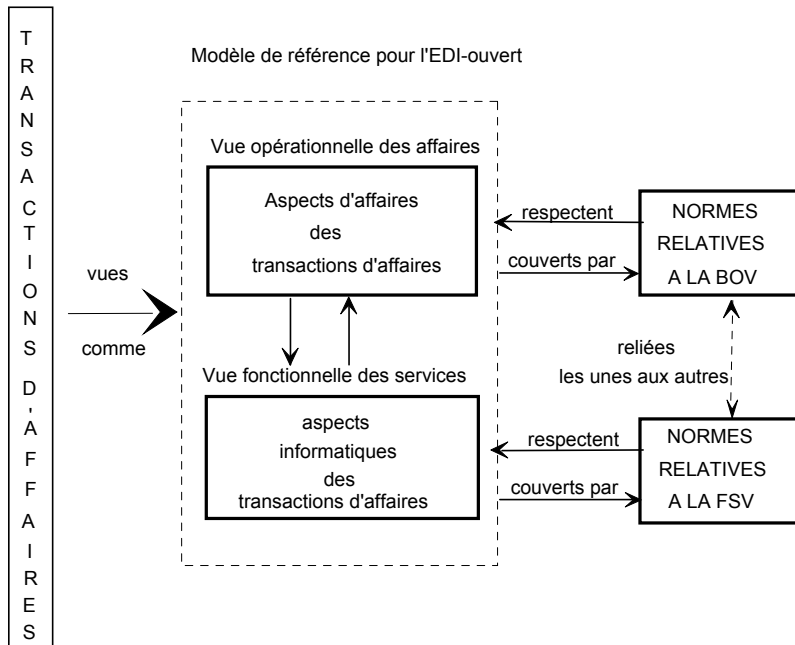 TRANSACTIONS D'AFFAIRES
Modèle de référence pour l'EDI-ouvert
vues
comme
Vue opérationnelle des affaires
Aspects d'affaires
des
transactions d'affaires
Vue fonctionnelle des services
aspects
informatiques
des
transactions d'affaires
respectent
couverts par
NORMES
RELATIVES
A LA BOV
reliées
les unes aux autres
respectent
couverts par
NORMES
RELATIVES
A LA FSV